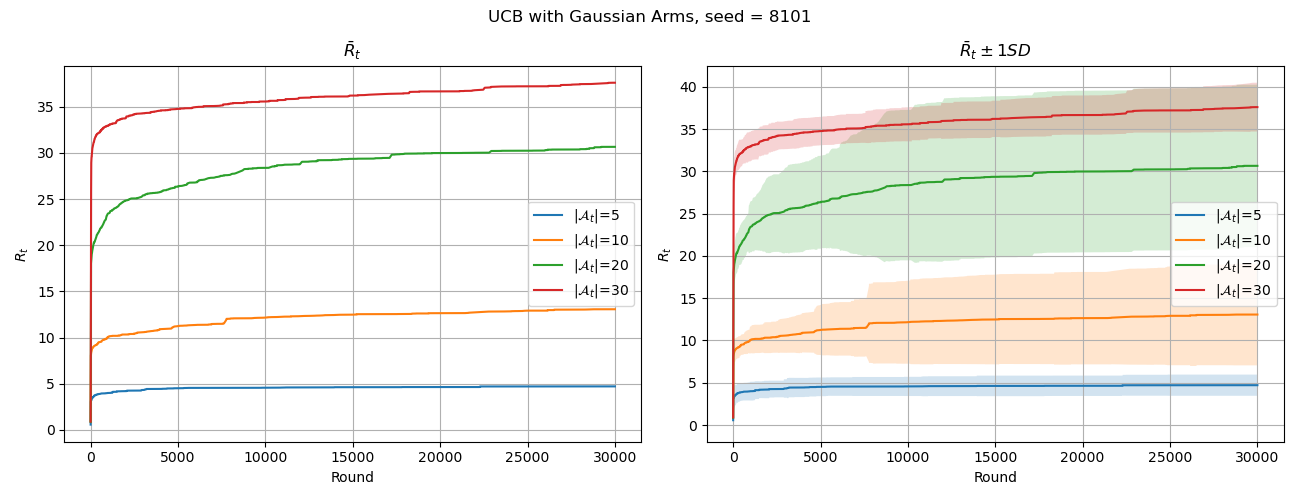 UCB with Gaussian Arms, seed = 8101
R̄ₜ
35
30
25
20
15
10
5
0
Rₜ
0 5000 10000 15000 20000 25000 30000
Round
|𝒜ₜ|=5
|𝒜ₜ|=10
|𝒜ₜ|=20
|𝒜ₜ|=30
R̄ₜ ± 1SD
40
35
30
25
20
15
10
5
0
Rₜ
0 5000 10000 15000 20000 25000 30000
Round
|𝒜ₜ|=5
|𝒜ₜ|=10
|𝒜ₜ|=20
|𝒜ₜ|=30